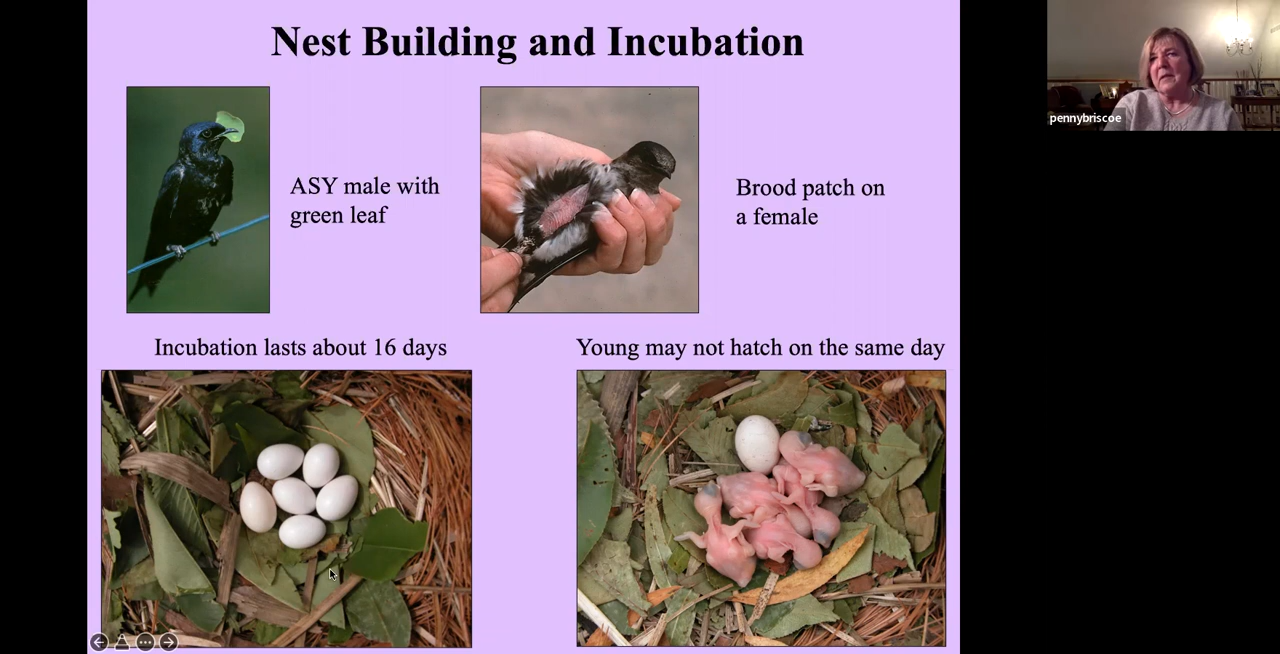 Nest Building and Incubation
pennybriscoe
ASY male with
green leaf
Brood patch on
a female
Incubation lasts about 16 days
Young may not hatch on the same day